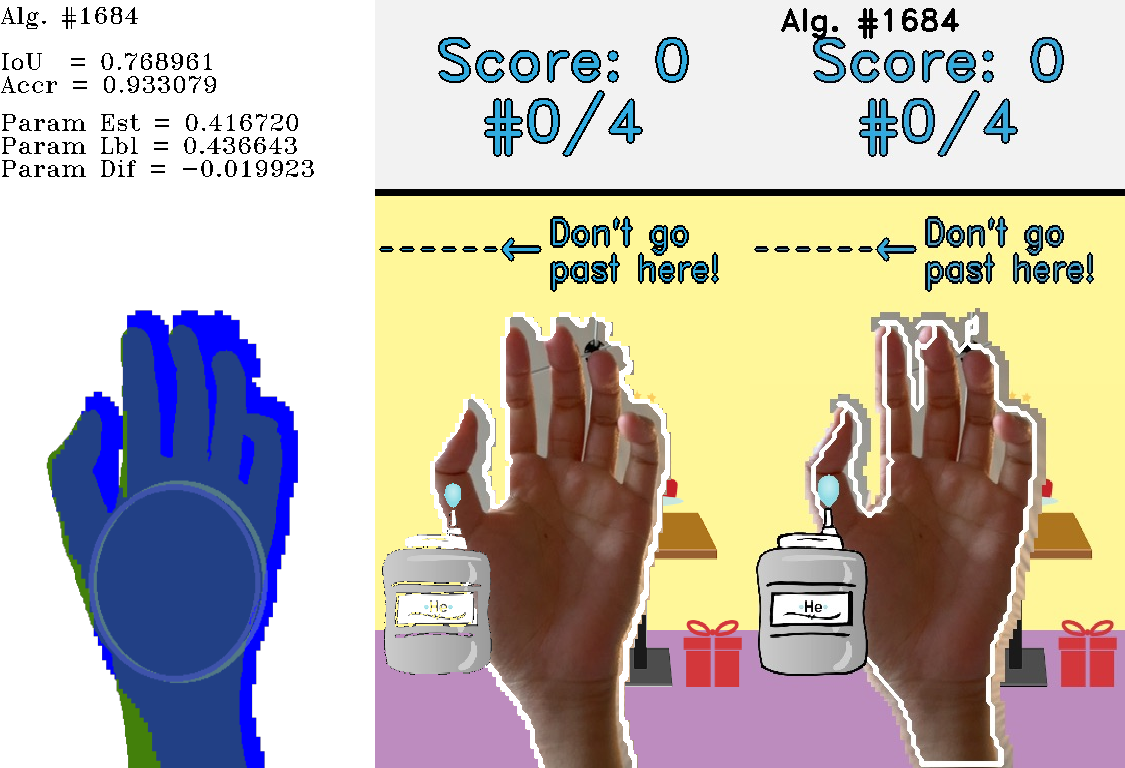 Alg. #1684
IoU = 0.768961
Accr = 0.933079
Param Est = 0.416720
Param Lbl = 0.436643
Param Dif = −0.019923
Score: 0
#0/4
Don't go
past here!
He
Alg. #1684
Score: 0
#0/4
Don't go
past here!
He